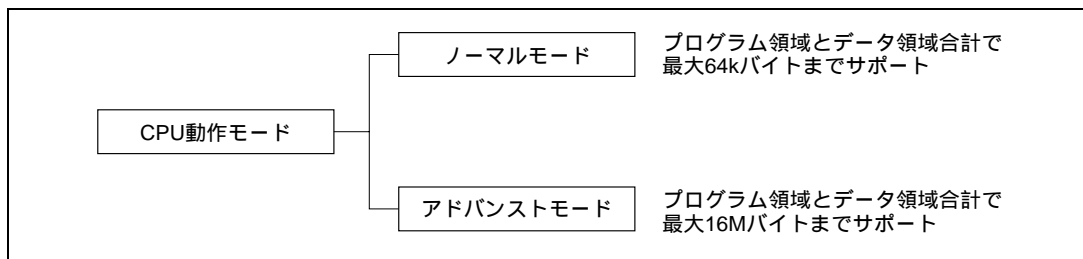 CPU動作モード
ノーマルモード
プログラム領域とデータ領域合計で
最大64kバイトまでサポート
アドバンストモード
プログラム領域とデータ領域合計で
最大16Mバイトまでサポート